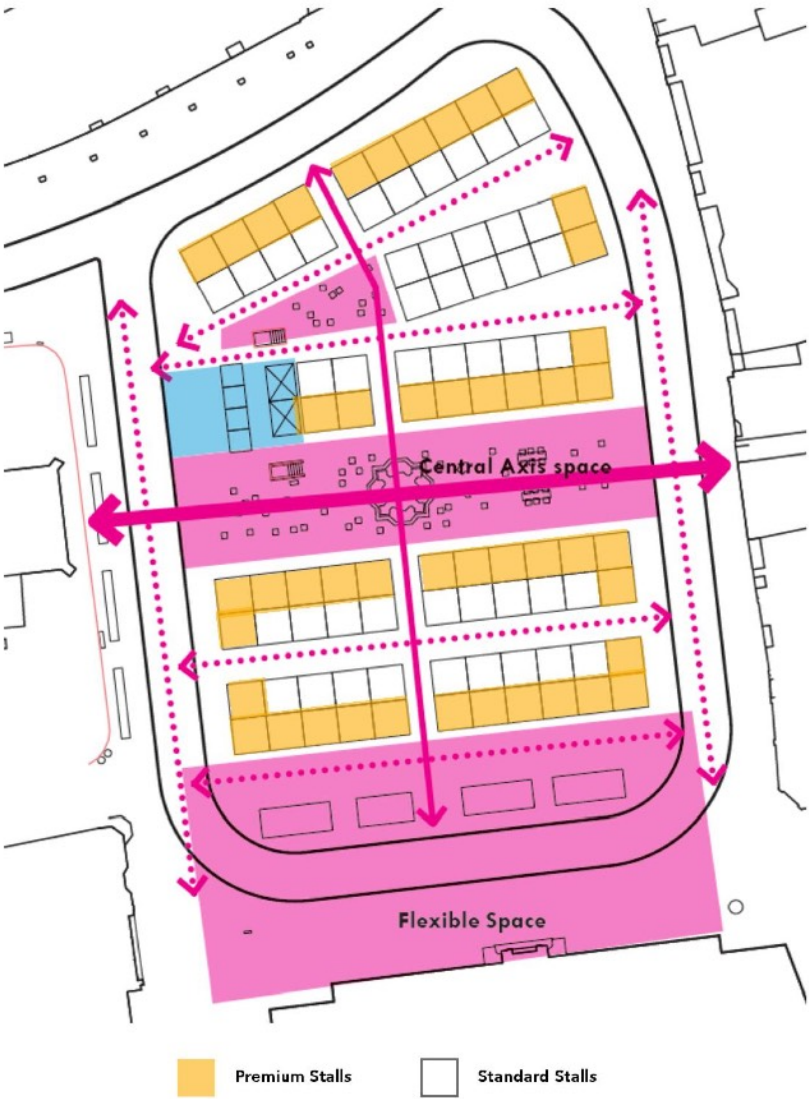 Central Axis space
Flexible Space
Premium Stalls
Standard Stalls